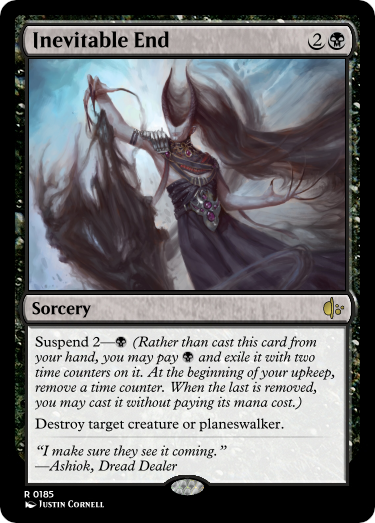 Inevitable End 2
Sorcery
Suspend 2— (Rather than cast this card from
your hand, you may pay and exile it with two
time counters on it. At the beginning of your upkeep,
remove a time counter. When the last is removed,
you may cast it without paying its mana cost.)
Destroy target creature or planeswalker.
“I make sure they see it coming.”
—Ashiok, Dread Dealer
R 0185
Justin Cornell